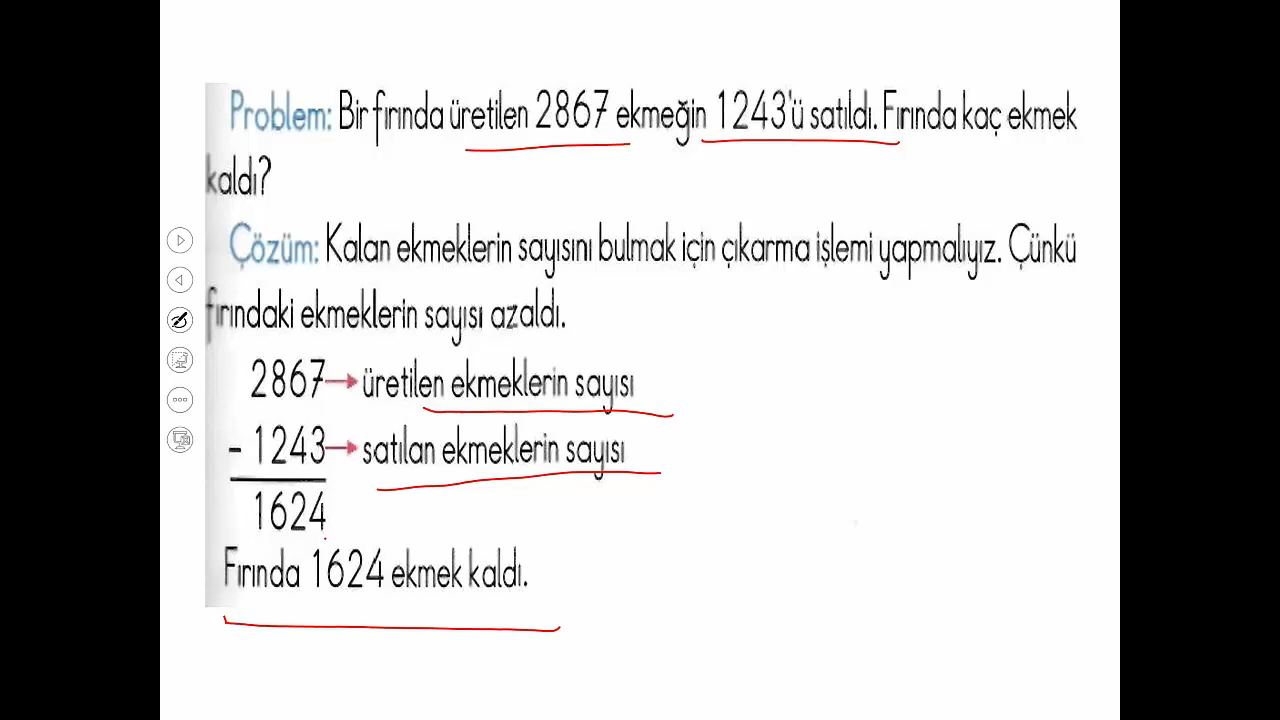 Problem: Bir fırında üretilen 2867 ekmeğin 1243'ü satıldı. Fırında kaç ekmek
kaldı?
Çözüm: Kalan ekmeklerin sayısını bulmak için çıkarma işlemi yapmalıyız. Çünkü
fırındaki ekmeklerin sayısı azaldı.
2867→ üretilen ekmeklerin sayısı
- 1243→ satılan ekmeklerin sayısı
1624
Fırında 1624 ekmek kaldı.